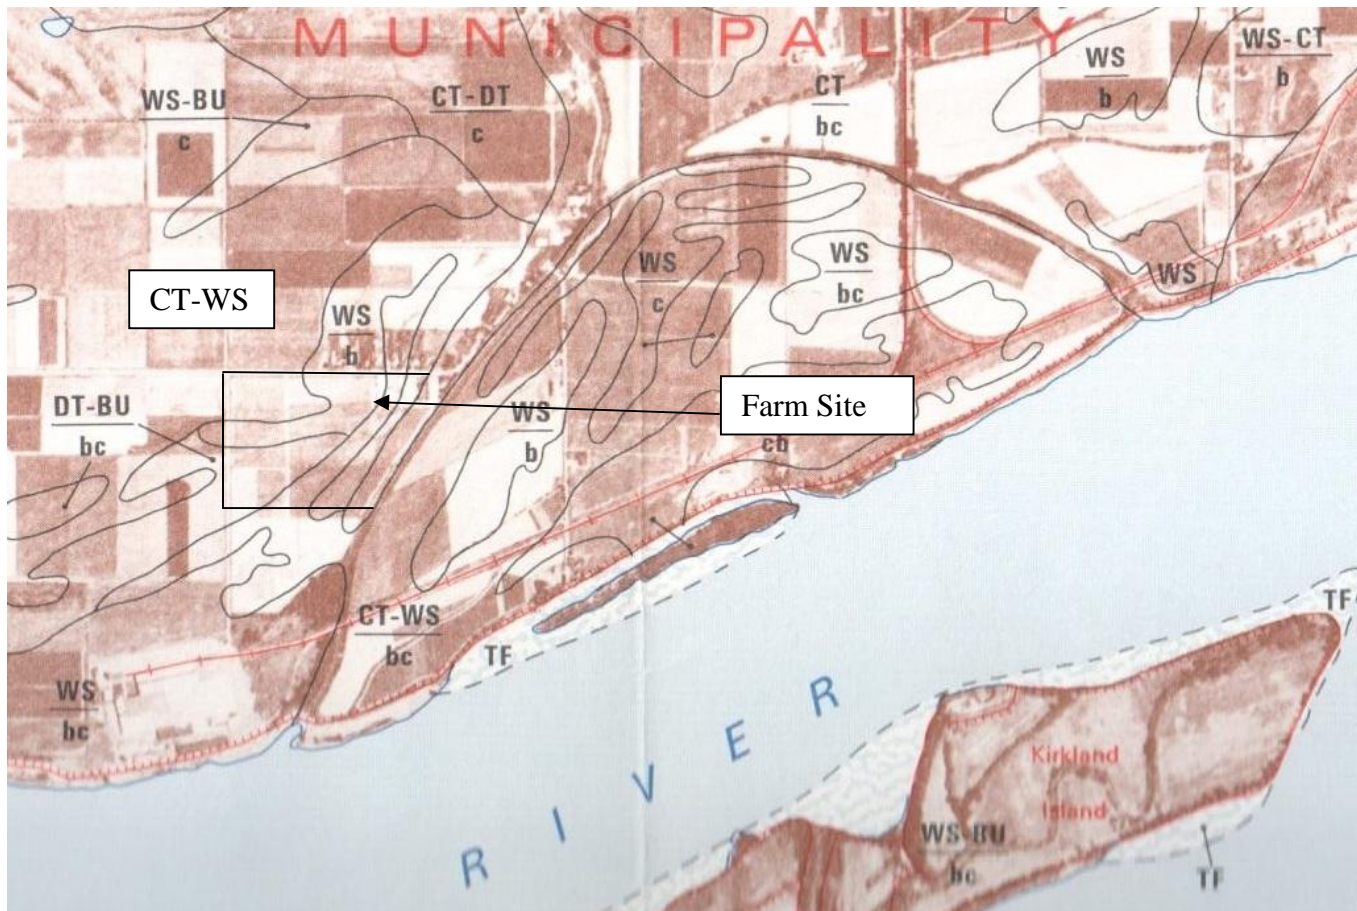 MUNICIPALITY
WS-CT
b
WS
b
CT
bc
CT-DT
c
WS-BU
c
WS
bc
WS
c
WS
CT-WS
WS
b
Farm Site
cb
DT-BU
bc
WS
b
CT-WS
bc
TF
WS
bc
TF
RIVER
Kirkland
Island
WS-BU
bc
TF